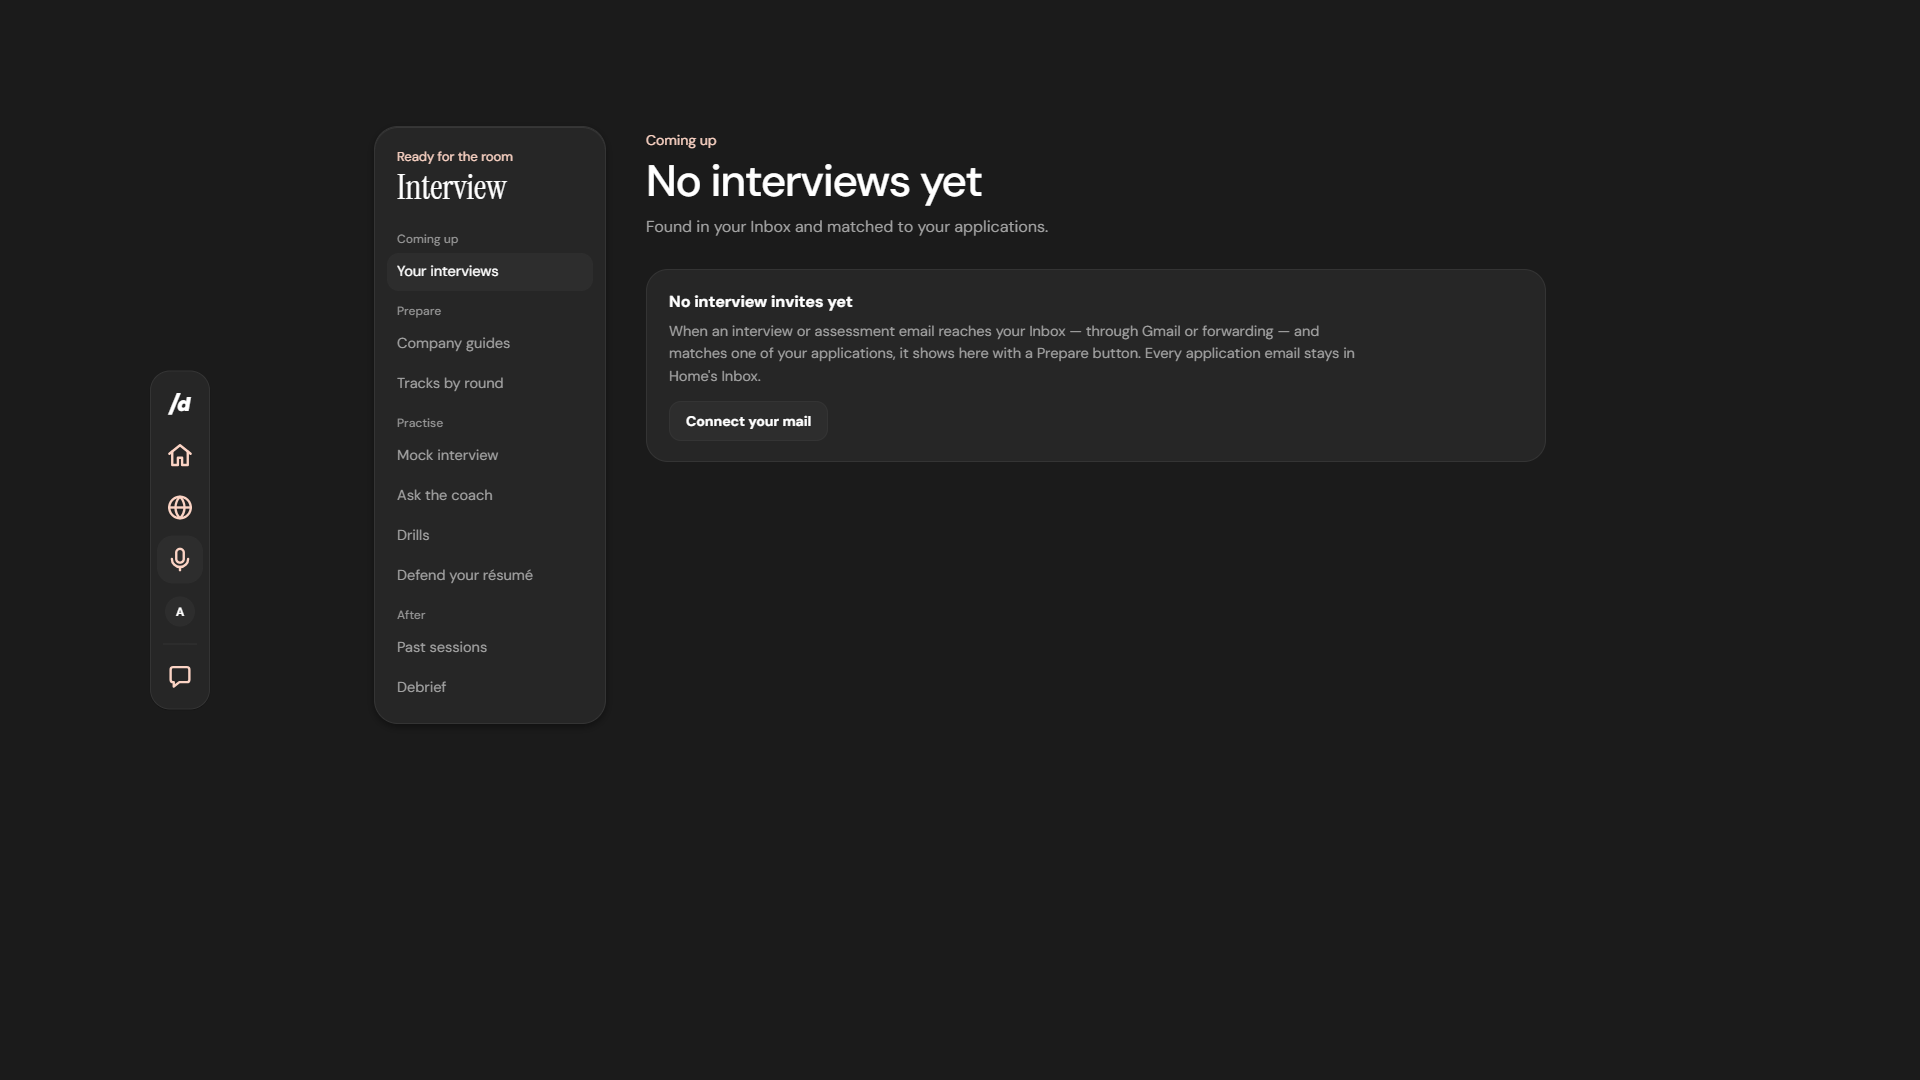 /d
A
Ready for the room
Interview
Coming up
Your interviews
Prepare
Company guides
Tracks by round
Practise
Mock interview
Ask the coach
Drills
Defend your résumé
After
Past sessions
Debrief
Coming up
No interviews yet
Found in your Inbox and matched to your applications.
No interview invites yet
When an interview or assessment email reaches your Inbox — through Gmail or forwarding — and
matches one of your applications, it shows here with a Prepare button. Every application email stays in
Home's Inbox.
Connect your mail